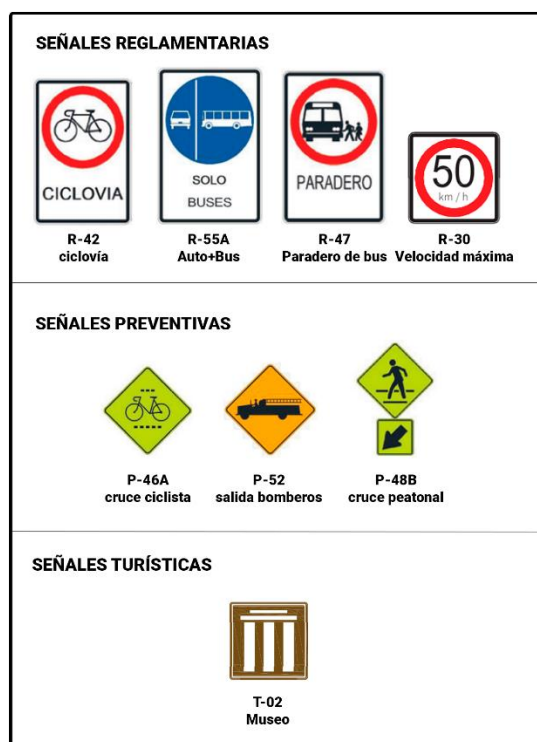 SEÑALES REGLAMENTARIAS
CICLOVIA
SOLO
BUSES
PARADERO
50
km / h
R-42
ciclovía
R-55A
Auto+Bus
R-47
Paradero de bus
R-30
Velocidad máxima
SEÑALES PREVENTIVAS
P-46A
cruce ciclista
P-52
salida bomberos
P-48B
cruce peatonal
SEÑALES TURÍSTICAS
T-02
Museo